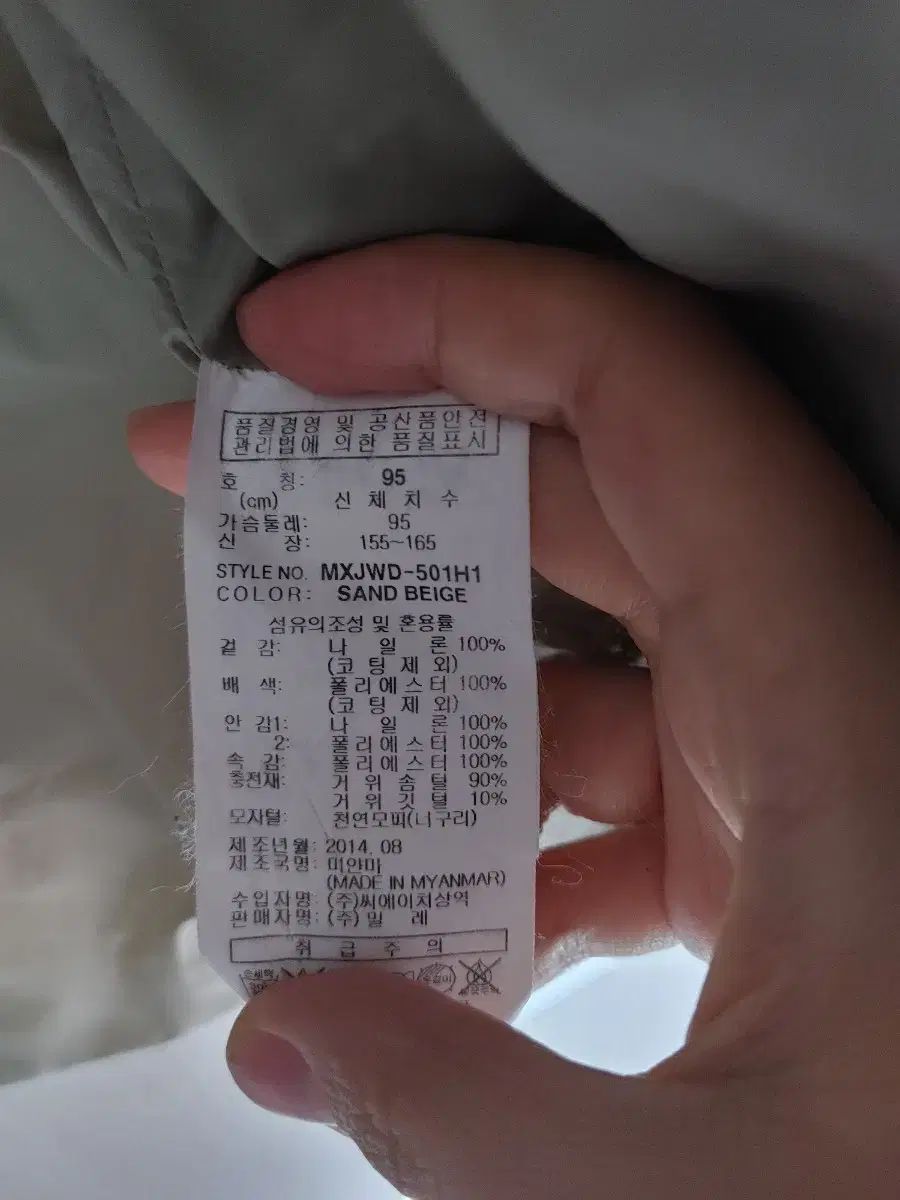 품질경영 및 공산품안전
관리법에 의한 품질표시
호 칭: 95
(cm) 신 체 치 수
가슴둘레: 95
신 장: 155~165
STYLE NO. MXJWD-501H1
COLOR: SAND BEIGE
섬유의조성 및 혼용률
겉 감: 나 일 론 100%
(코 팅 제 외)
배 색: 폴리에스터 100%
(코 팅 제 외)
안 감1: 나 일 론 100%
2: 폴리에스터 100%
속 감: 폴리에스터 100%
충전재: 거 위 솜 털 90%
거 위 깃 털 10%
모자털: 천연모피(너구리)
제조년월: 2014. 08
제조국명: 미얀마
(MADE IN MYANMAR)
수입자명: (주)씨에이치상역
판매자명: (주) 밀 레
취 급 주 의
손세탁